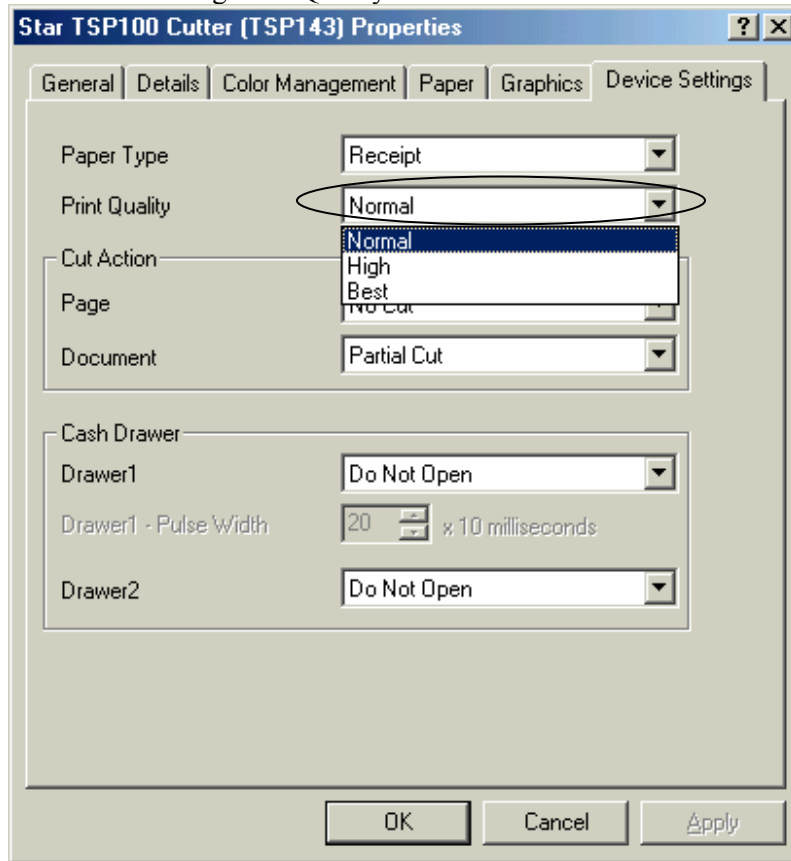 Star TSP100 Cutter (TSP143) Properties
General Details Color Management Paper Graphics Device Settings
Paper Type Receipt
Print Quality Normal
Normal
High
Best
Cut Action
Page No Cut
Document Partial Cut
Cash Drawer
Drawer1 Do Not Open
Drawer1 - Pulse Width 20 x 10 milliseconds
Drawer2 Do Not Open
OK Cancel Apply